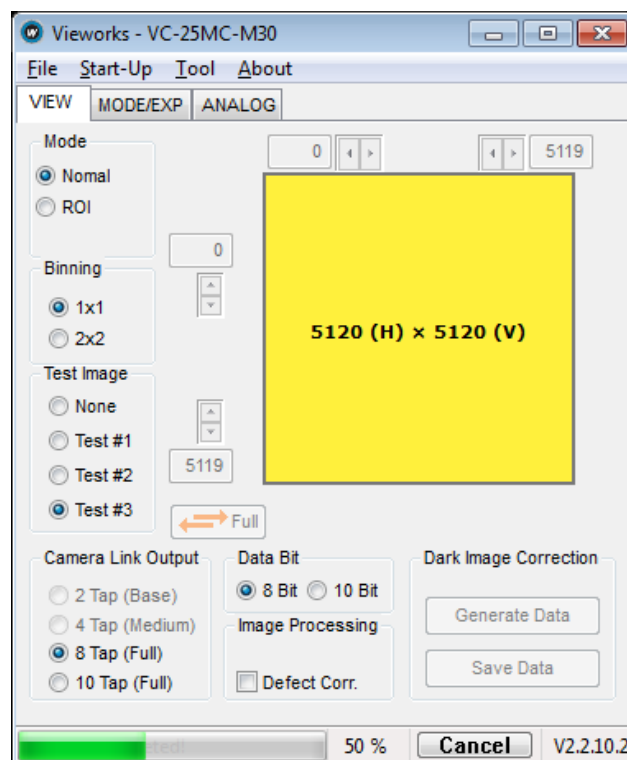 Vieworks - VC-25MC-M30
File Start-Up Tool About
VIEW MODE/EXP ANALOG
Mode
Nomal
ROI
0
5119
0
Binning
1x1
2x2
5120 (H) × 5120 (V)
Test Image
None
Test #1
Test #2
Test #3
5119
Full
Camera Link Output
2 Tap (Base)
4 Tap (Medium)
8 Tap (Full)
10 Tap (Full)
Data Bit
8 Bit 10 Bit
Image Processing
Defect Corr.
Dark Image Correction
Generate Data
Save Data
50 % Cancel V2.2.10.2